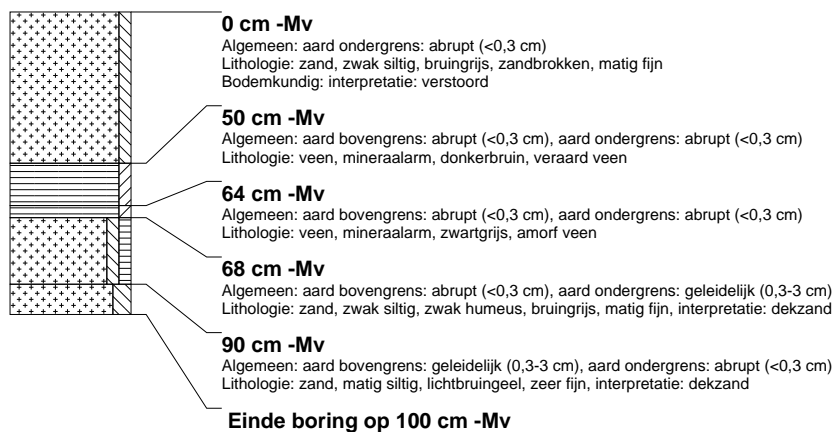 0 cm -Mv
Algemeen: aard ondergrens: abrupt (<0,3 cm)
Lithologie: zand, zwak siltig, bruingrijs, zandbrokken, matig fijn
Bodemkundig: interpretatie: verstoord
50 cm -Mv
Algemeen: aard bovengrens: abrupt (<0,3 cm), aard ondergrens: abrupt (<0,3 cm)
Lithologie: veen, mineraalarm, donkerbruin, veraard veen
64 cm -Mv
Algemeen: aard bovengrens: abrupt (<0,3 cm), aard ondergrens: abrupt (<0,3 cm)
Lithologie: veen, mineraalarm, zwartgrijs, amorf veen
68 cm -Mv
Algemeen: aard bovengrens: abrupt (<0,3 cm), aard ondergrens: geleidelijk (0,3-3 cm)
Lithologie: zand, zwak siltig, zwak humeus, bruingrijs, matig fijn, interpretatie: dekzand
90 cm -Mv
Algemeen: aard bovengrens: geleidelijk (0,3-3 cm), aard ondergrens: abrupt (<0,3 cm)
Lithologie: zand, matig siltig, lichtbruingeel, zeer fijn, interpretatie: dekzand
Einde boring op 100 cm -Mv